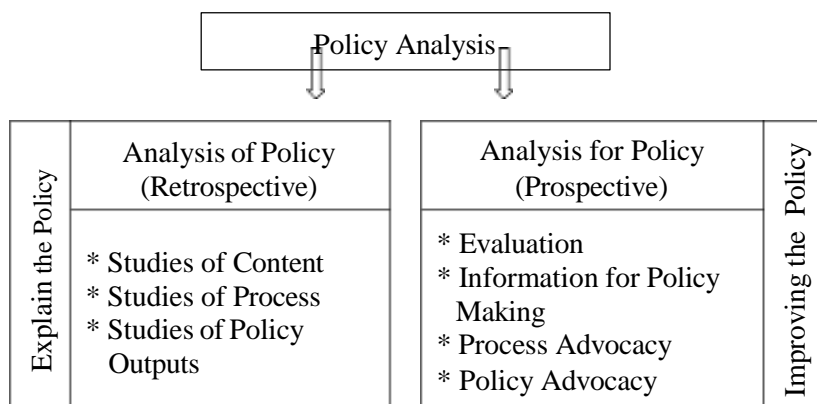 Policy Analysis
Explain the Policy
Analysis of Policy
(Retrospective)
* Studies of Content
* Studies of Process
* Studies of Policy
Outputs
Analysis for Policy
(Prospective)
* Evaluation
* Information for Policy
Making
* Process Advocacy
* Policy Advocacy
Improving the Policy